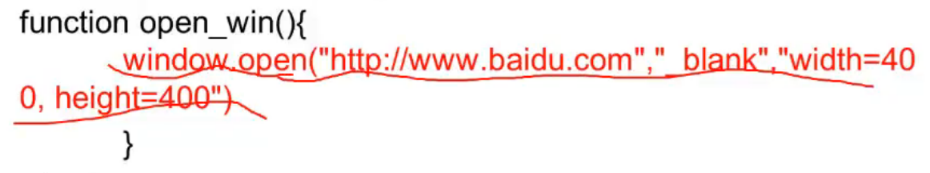 function open_win(){
window.open("http://www.baidu.com","_blank","width=40
0, height=400")
}